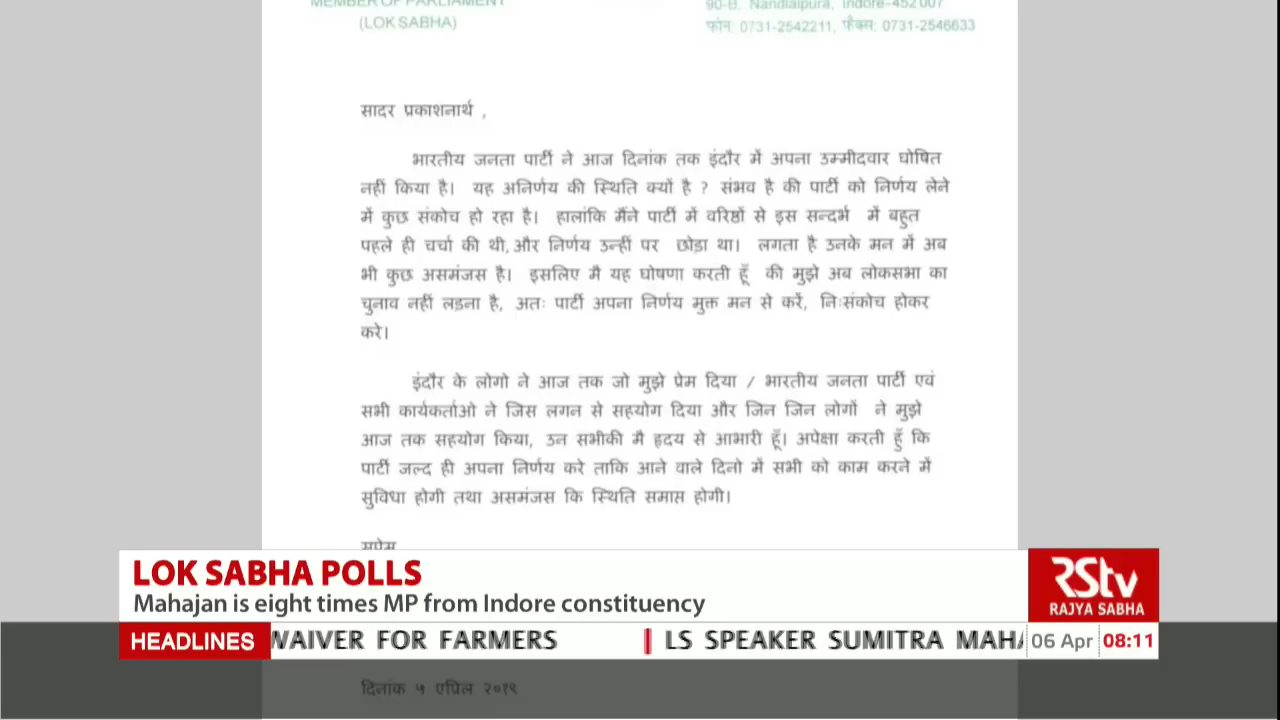 MEMBER OF PARLIAMENT
(LOK SABHA)
90-B, Nandlalpura, Indore-452 007
फोन: 0731-2542211, फैक्स: 0731-2546633
सादर प्रकाशनार्थ ,
भारतीय जनता पार्टी ने आज दिनांक तक इंदौर में अपना उम्मीदवार घोषित
नहीं किया है। यह अनिर्णय की स्थिति क्यों है ? संभव है की पार्टी को निर्णय लेने
में कुछ संकोच हो रहा है। हालांकि मैंने पार्टी में वरिष्ठों से इस सन्दर्भ में बहुत
पहले ही चर्चा की थी, और निर्णय उन्हीं पर छोड़ा था। लगता है उनके मन में अब
भी कुछ असमंजस है। इसलिए मै यह घोषणा करती हूँ की मुझे अब लोकसभा का
चुनाव नहीं लड़ना है, अतः पार्टी अपना निर्णय मुक्त मन से करें, निःसंकोच होकर
करे।
इंदौर के लोगो ने आज तक जो मुझे प्रेम दिया / भारतीय जनता पार्टी एवं
सभी कार्यकर्ताओ ने जिस लगन से सहयोग दिया और जिन जिन लोगों ने मुझे
आज तक सहयोग किया, उन सभीकी मै ह्रदय से आभारी हूँ। अपेक्षा करती हुँ कि
पार्टी जल्द ही अपना निर्णय करे ताकि आने वाले दिनो में सभी को काम करने में
सुविधा होगी तथा असमंजस कि स्थिति समाप्त होगी।
सप्रेम
LOK SABHA POLLS
Mahajan is eight times MP from Indore constituency
RSTV
RAJYA SABHA
HEADLINES WAIVER FOR FARMERS | LS SPEAKER SUMITRA MAHA 06 Apr 08:11
दिनांक ५ एप्रिल २०१९